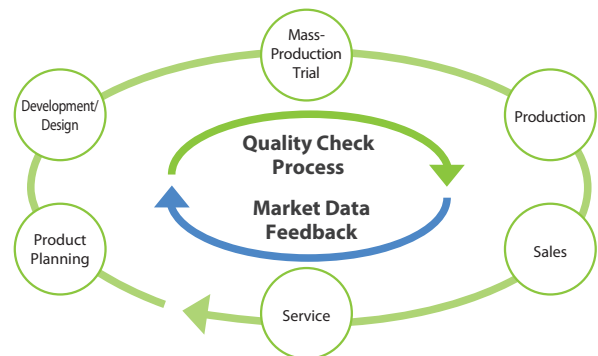 Mass-
Production
Trial
Development/
Design
Production
Quality Check
Process
Market Data
Feedback
Product
Planning
Sales
Service